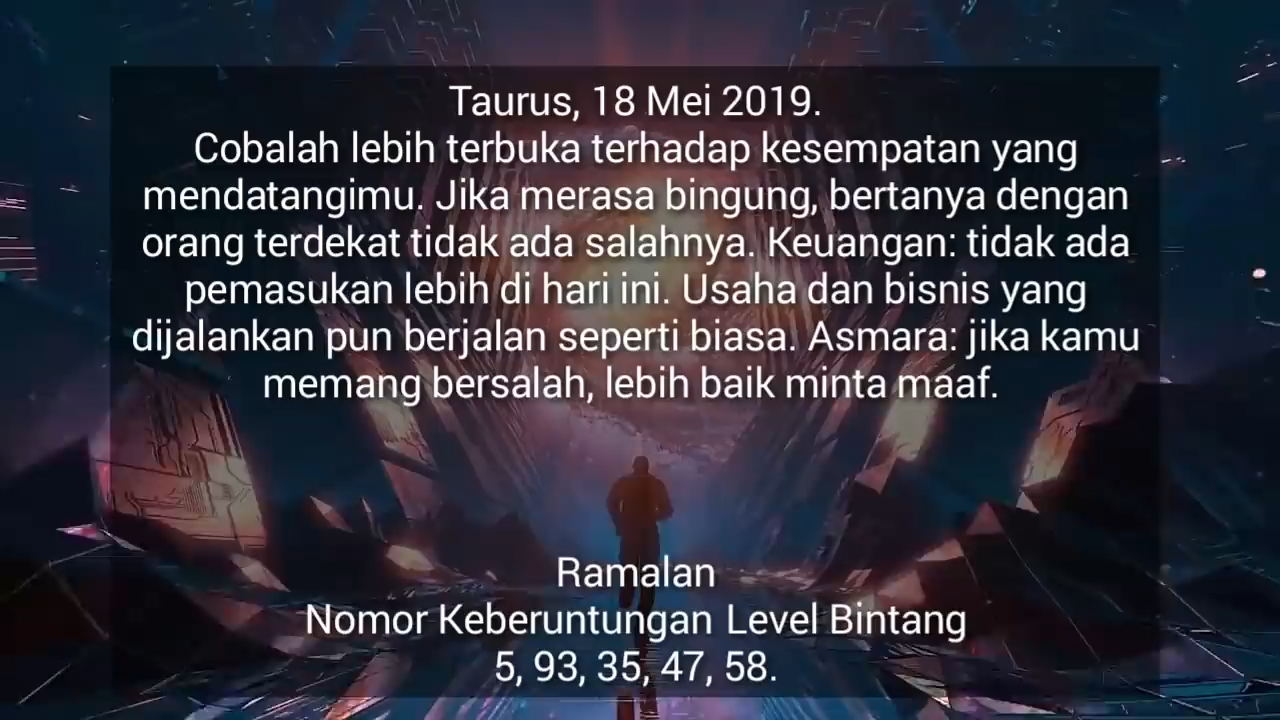 Taurus, 18 Mei 2019.
Cobalah lebih terbuka terhadap kesempatan yang
mendatangimu. Jika merasa bingung, bertanya dengan
orang terdekat tidak ada salahnya. Keuangan: tidak ada
pemasukan lebih di hari ini. Usaha dan bisnis yang
dijalankan pun berjalan seperti biasa. Asmara: jika kamu
memang bersalah, lebih baik minta maaf.
Ramalan
Nomor Keberuntungan Level Bintang
5, 93, 35, 47, 58.